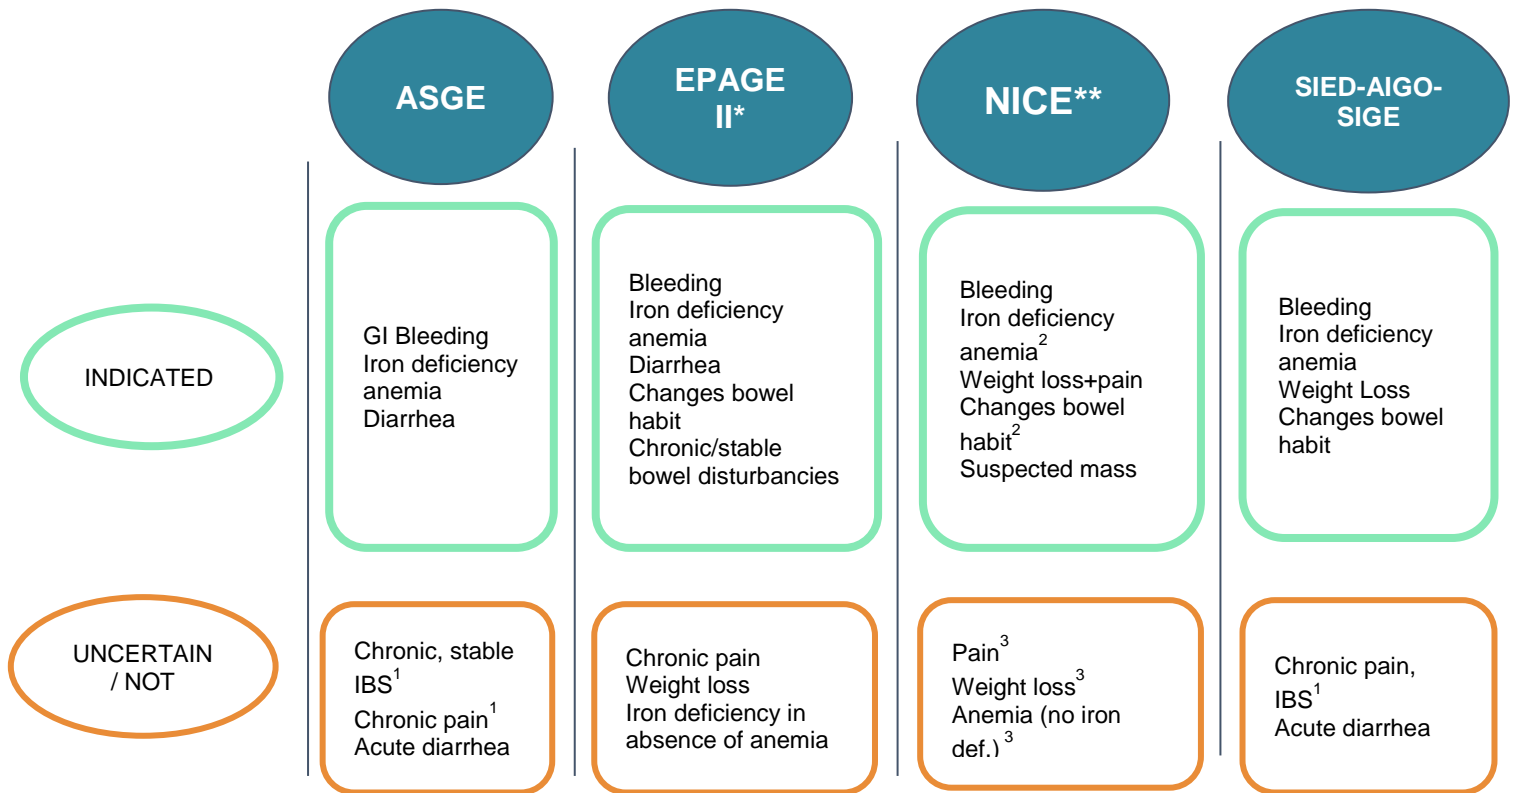 ASGE
EPAGE
II*
NICE**
SIED-AIGO-
SIGE
INDICATED
GI Bleeding
Iron deficiency
anemia
Diarrhea
Bleeding
Iron deficiency
anemia
Diarrhea
Changes bowel
habit
Chronic/stable
bowel disturbancies
Bleeding
Iron deficiency
anemia²
Weight loss+pain
Changes bowel
habit²
Suspected mass
Bleeding
Iron deficiency
anemia
Weight Loss
Changes bowel
habit
UNCERTAIN
/ NOT
Chronic, stable
IBS¹
Chronic pain¹
Acute diarrhea
Chronic pain
Weight loss
Iron deficiency in
absence of anemia
Pain³
Weight loss³
Anemia (no iron
def.) ³
Chronic pain,
IBS¹
Acute diarrhea